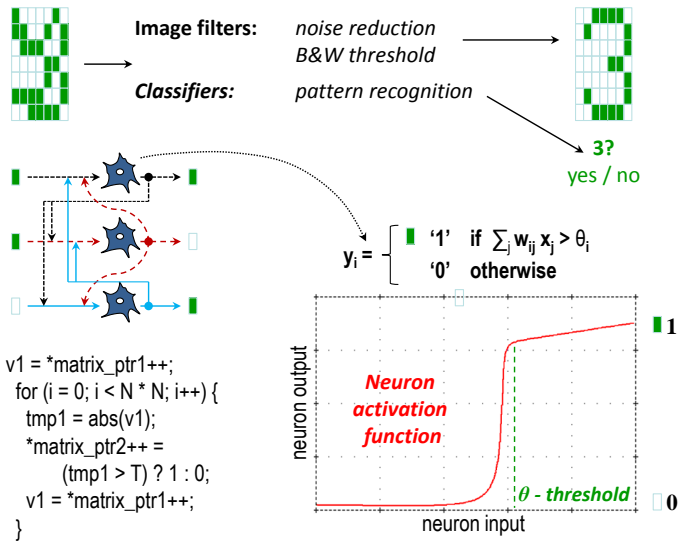 Image filters: noise reduction
B&W threshold
Classifiers: pattern recognition
3?
yes / no
yᵢ = '1' if ∑ⱼ wᵢⱼ xⱼ > θᵢ
'0' otherwise
v1 = *matrix_ptr1++;
for (i = 0; i < N * N; i++) {
tmp1 = abs(v1);
*matrix_ptr2++ =
(tmp1 > T) ? 1 : 0;
v1 = *matrix_ptr1++;
}
neuron output
Neuron
activation
function
θ - threshold
neuron input
1
0